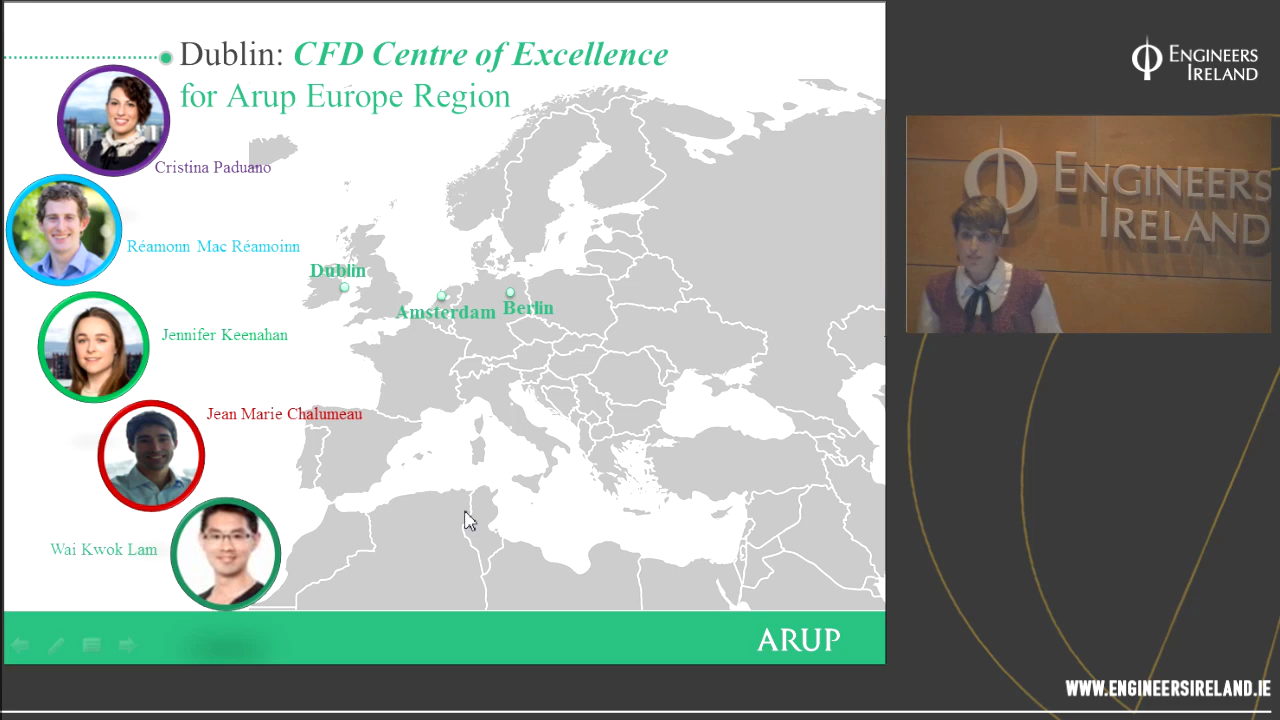 Dublin: CFD Centre of Excellence
for Arup Europe Region
Cristina Paduano
Réamonn Mac Réamoinn
Jennifer Keenahan
Jean Marie Chalumeau
Wai Kwok Lam
Dublin
Amsterdam
Berlin
ARUP
ENGINEERS
IRELAND
ENGINEERS
IRELAND
WWW.ENGINEERSIRELAND.IE